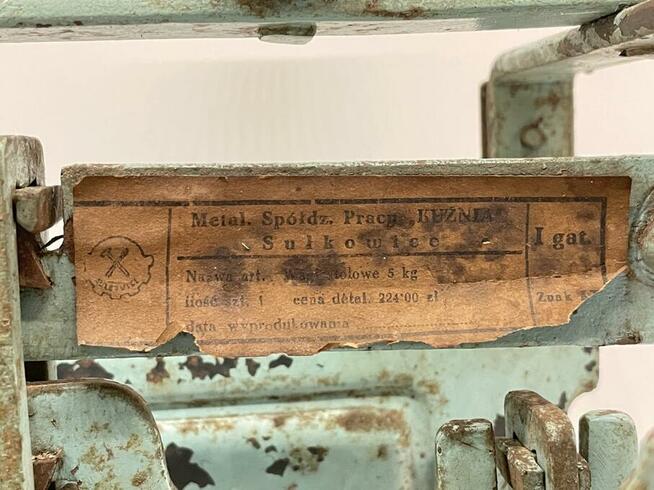 Metal. Spółdz. Pracy „KUŹNIA"
Sułkowice
I gat.
Nazwa art. Waga stołowe 5 kg
ilość szt. 1 cena detal. 224'00 zł
Znak
data wyprodukowania